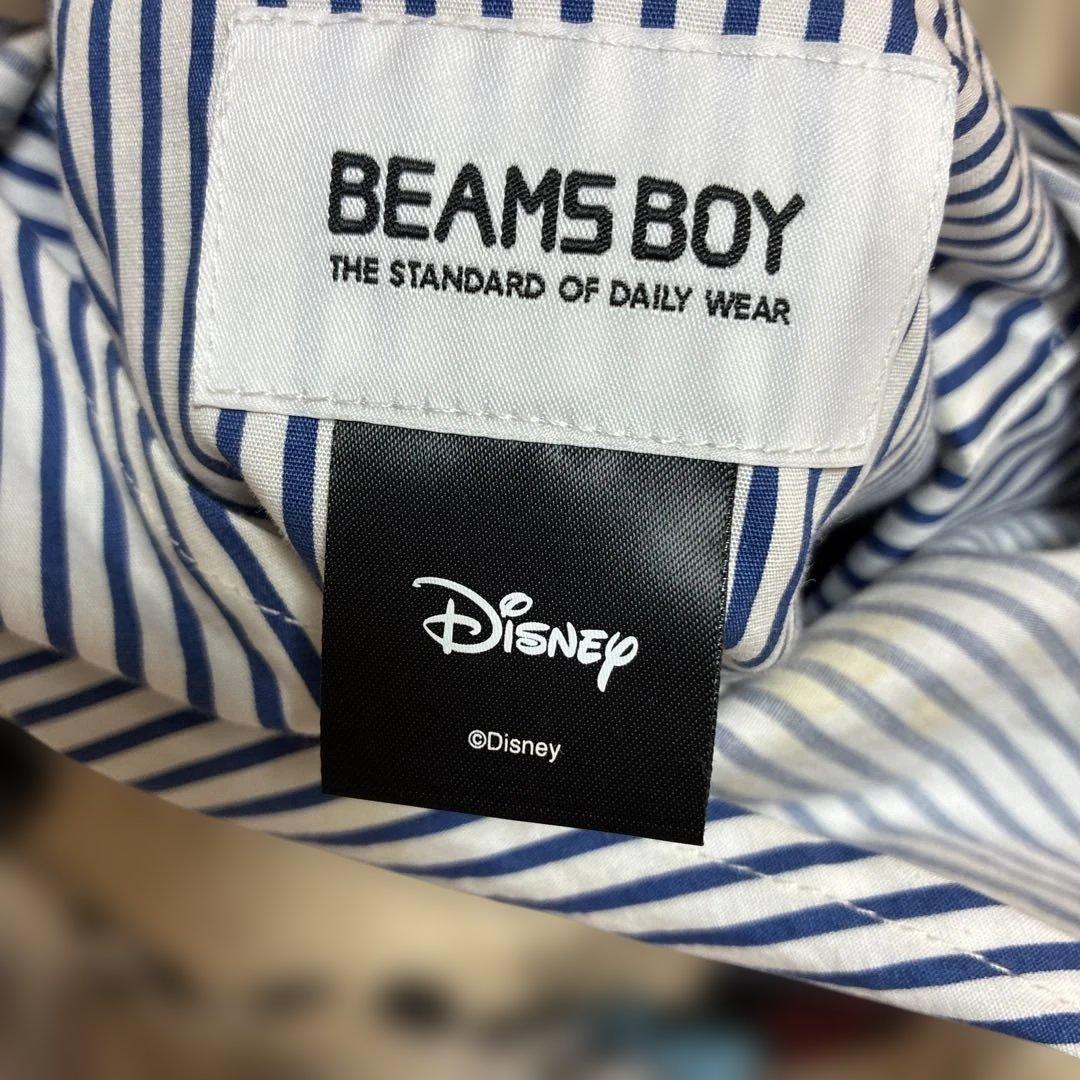 BEAMS BOY
THE STANDARD OF DAILY WEAR
Disney
©Disney